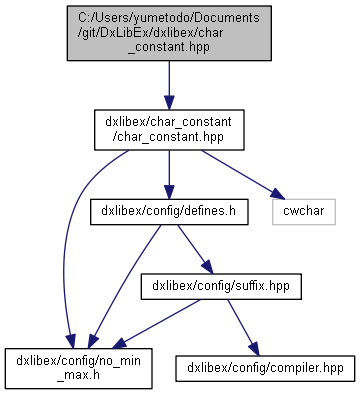 C:/Users/yumetodo/Documents
/git/DxLibEx/dxlibex/char
_constant.hpp
dxlibex/char_constant
/char_constant.hpp
dxlibex/config/defines.h
cwchar
dxlibex/config/suffix.hpp
dxlibex/config/no_min
_max.h
dxlibex/config/compiler.hpp